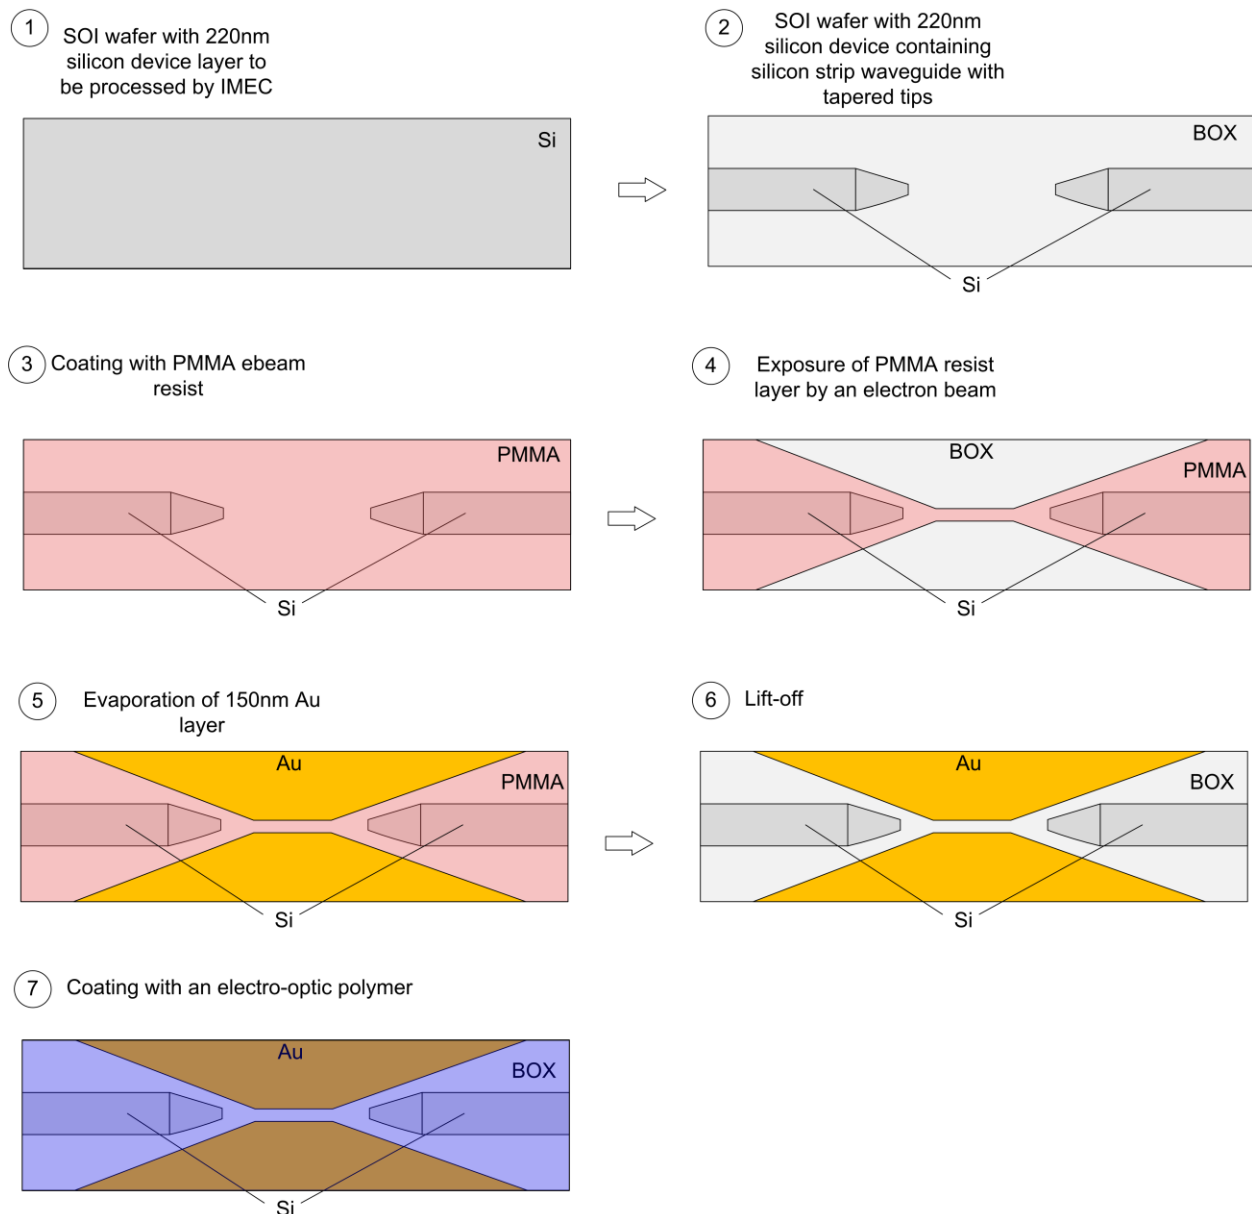 1
SOI wafer with 220nm
silicon device layer to
be processed by IMEC
Si
2
SOI wafer with 220nm
silicon device containing
silicon strip waveguide with
tapered tips
BOX
Si
3
Coating with PMMA ebeam
resist
PMMA
Si
4
Exposure of PMMA resist
layer by an electron beam
BOX
PMMA
Si
5
Evaporation of 150nm Au
layer
Au
PMMA
Si
6
Lift-off
Au
BOX
Si
7
Coating with an electro-optic polymer
Au
BOX
Si